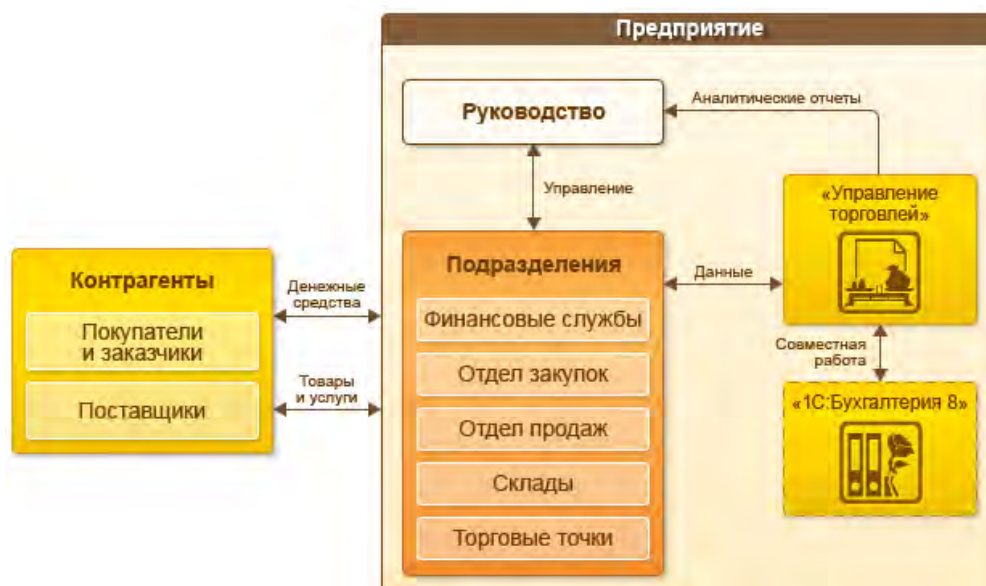 Предприятие
Руководство
Аналитические отчеты
Управление
«Управление
торговлей»
Контрагенты
Покупатели
и заказчики
Поставщики
Денежные
средства
Товары
и услуги
Подразделения
Финансовые службы
Отдел закупок
Отдел продаж
Склады
Торговые точки
Данные
Совместная
работа
«1С:Бухгалтерия 8»